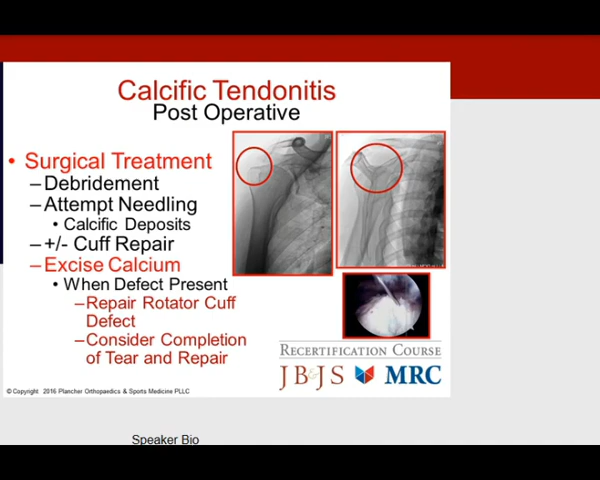 Calcific Tendonitis
Post Operative
• Surgical Treatment
–Debridement
–Attempt Needling
• Calcific Deposits
–+/- Cuff Repair
–Excise Calcium
• When Defect Present
–Repair Rotator Cuff
Defect
–Consider Completion
of Tear and Repair
RECERTIFICATION COURSE
JB&JS MRC
© Copyright 2016 Plancher Orthopaedics & Sports Medicine PLLC
Speaker Bio